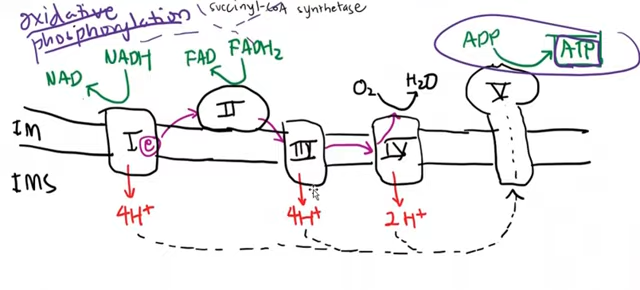 oxidative
phosphorylation
succinyl-CoA synthetase
NAD
NADH
FAD
FADH2
O2
H2O
ADP
ATP
I
e
II
III
IV
V
IM
IMS
4H+
4H+
2H+